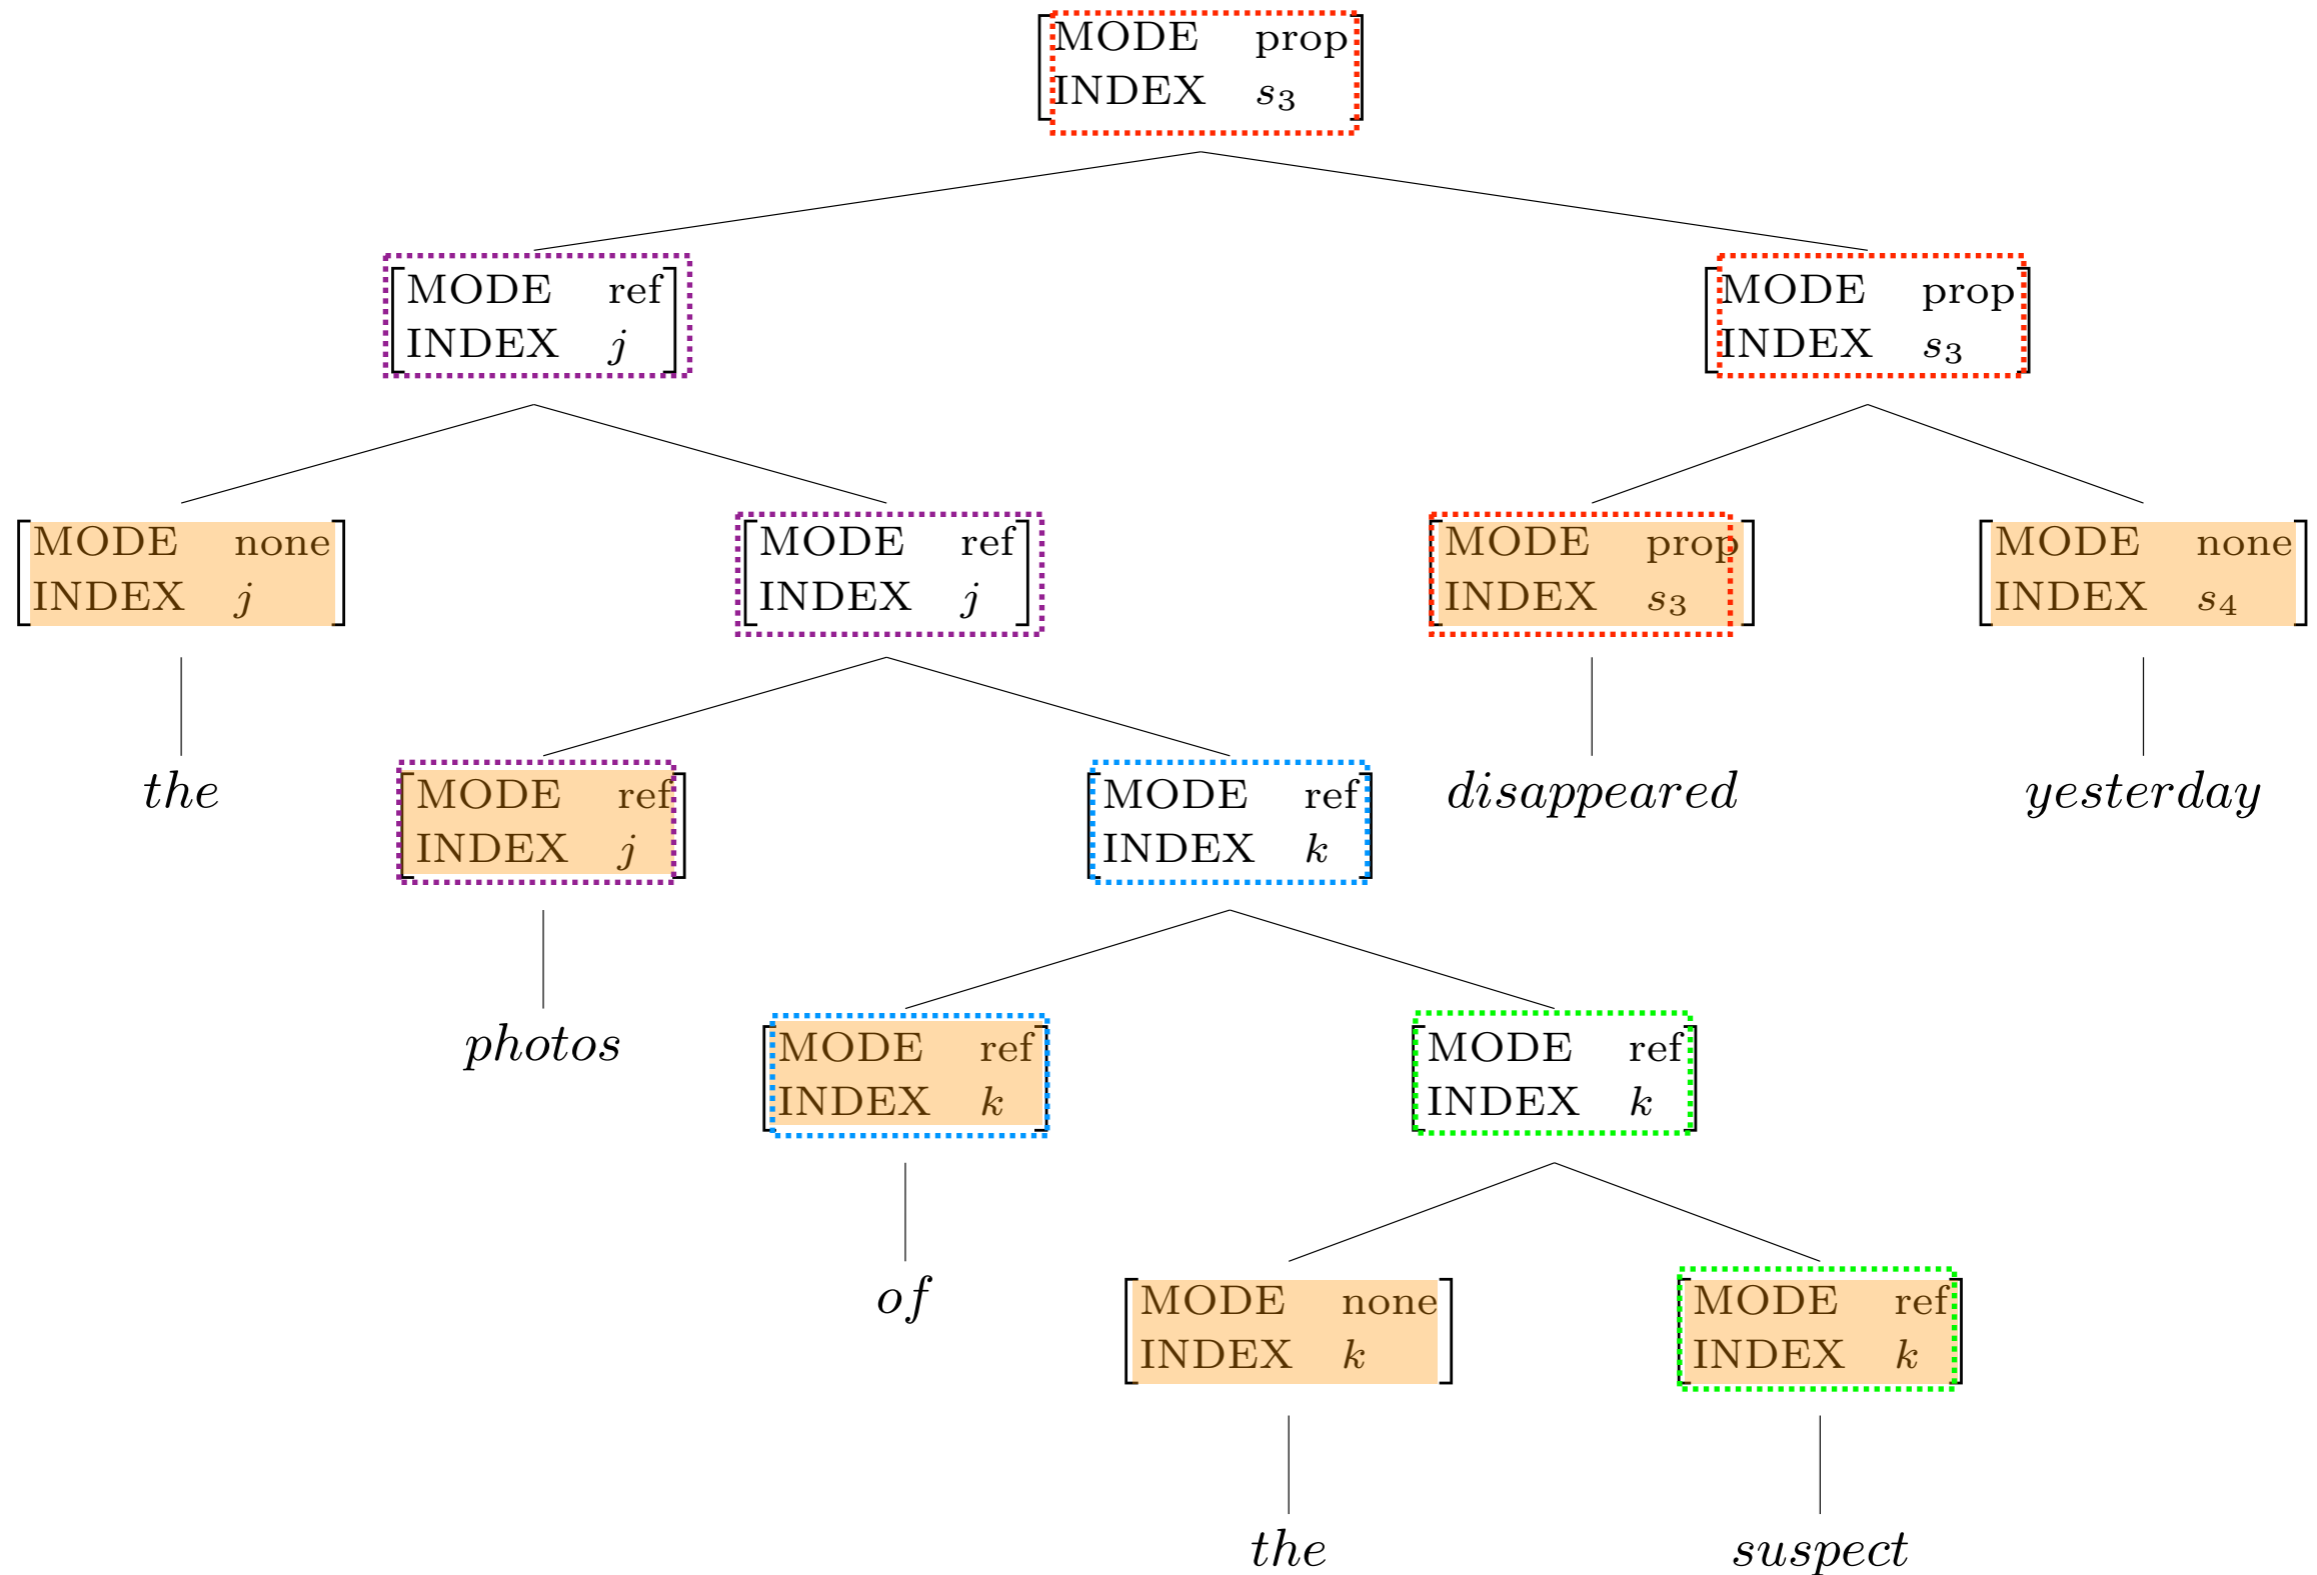 MODE prop
INDEX s₃
MODE ref
INDEX j
MODE prop
INDEX s₃
MODE none
INDEX j
MODE ref
INDEX j
MODE prop
INDEX s₃
MODE none
INDEX s₄
the
MODE ref
INDEX j
MODE ref
INDEX k
disappeared
yesterday
photos
MODE ref
INDEX k
MODE ref
INDEX k
of
MODE none
INDEX k
MODE ref
INDEX k
the
suspect